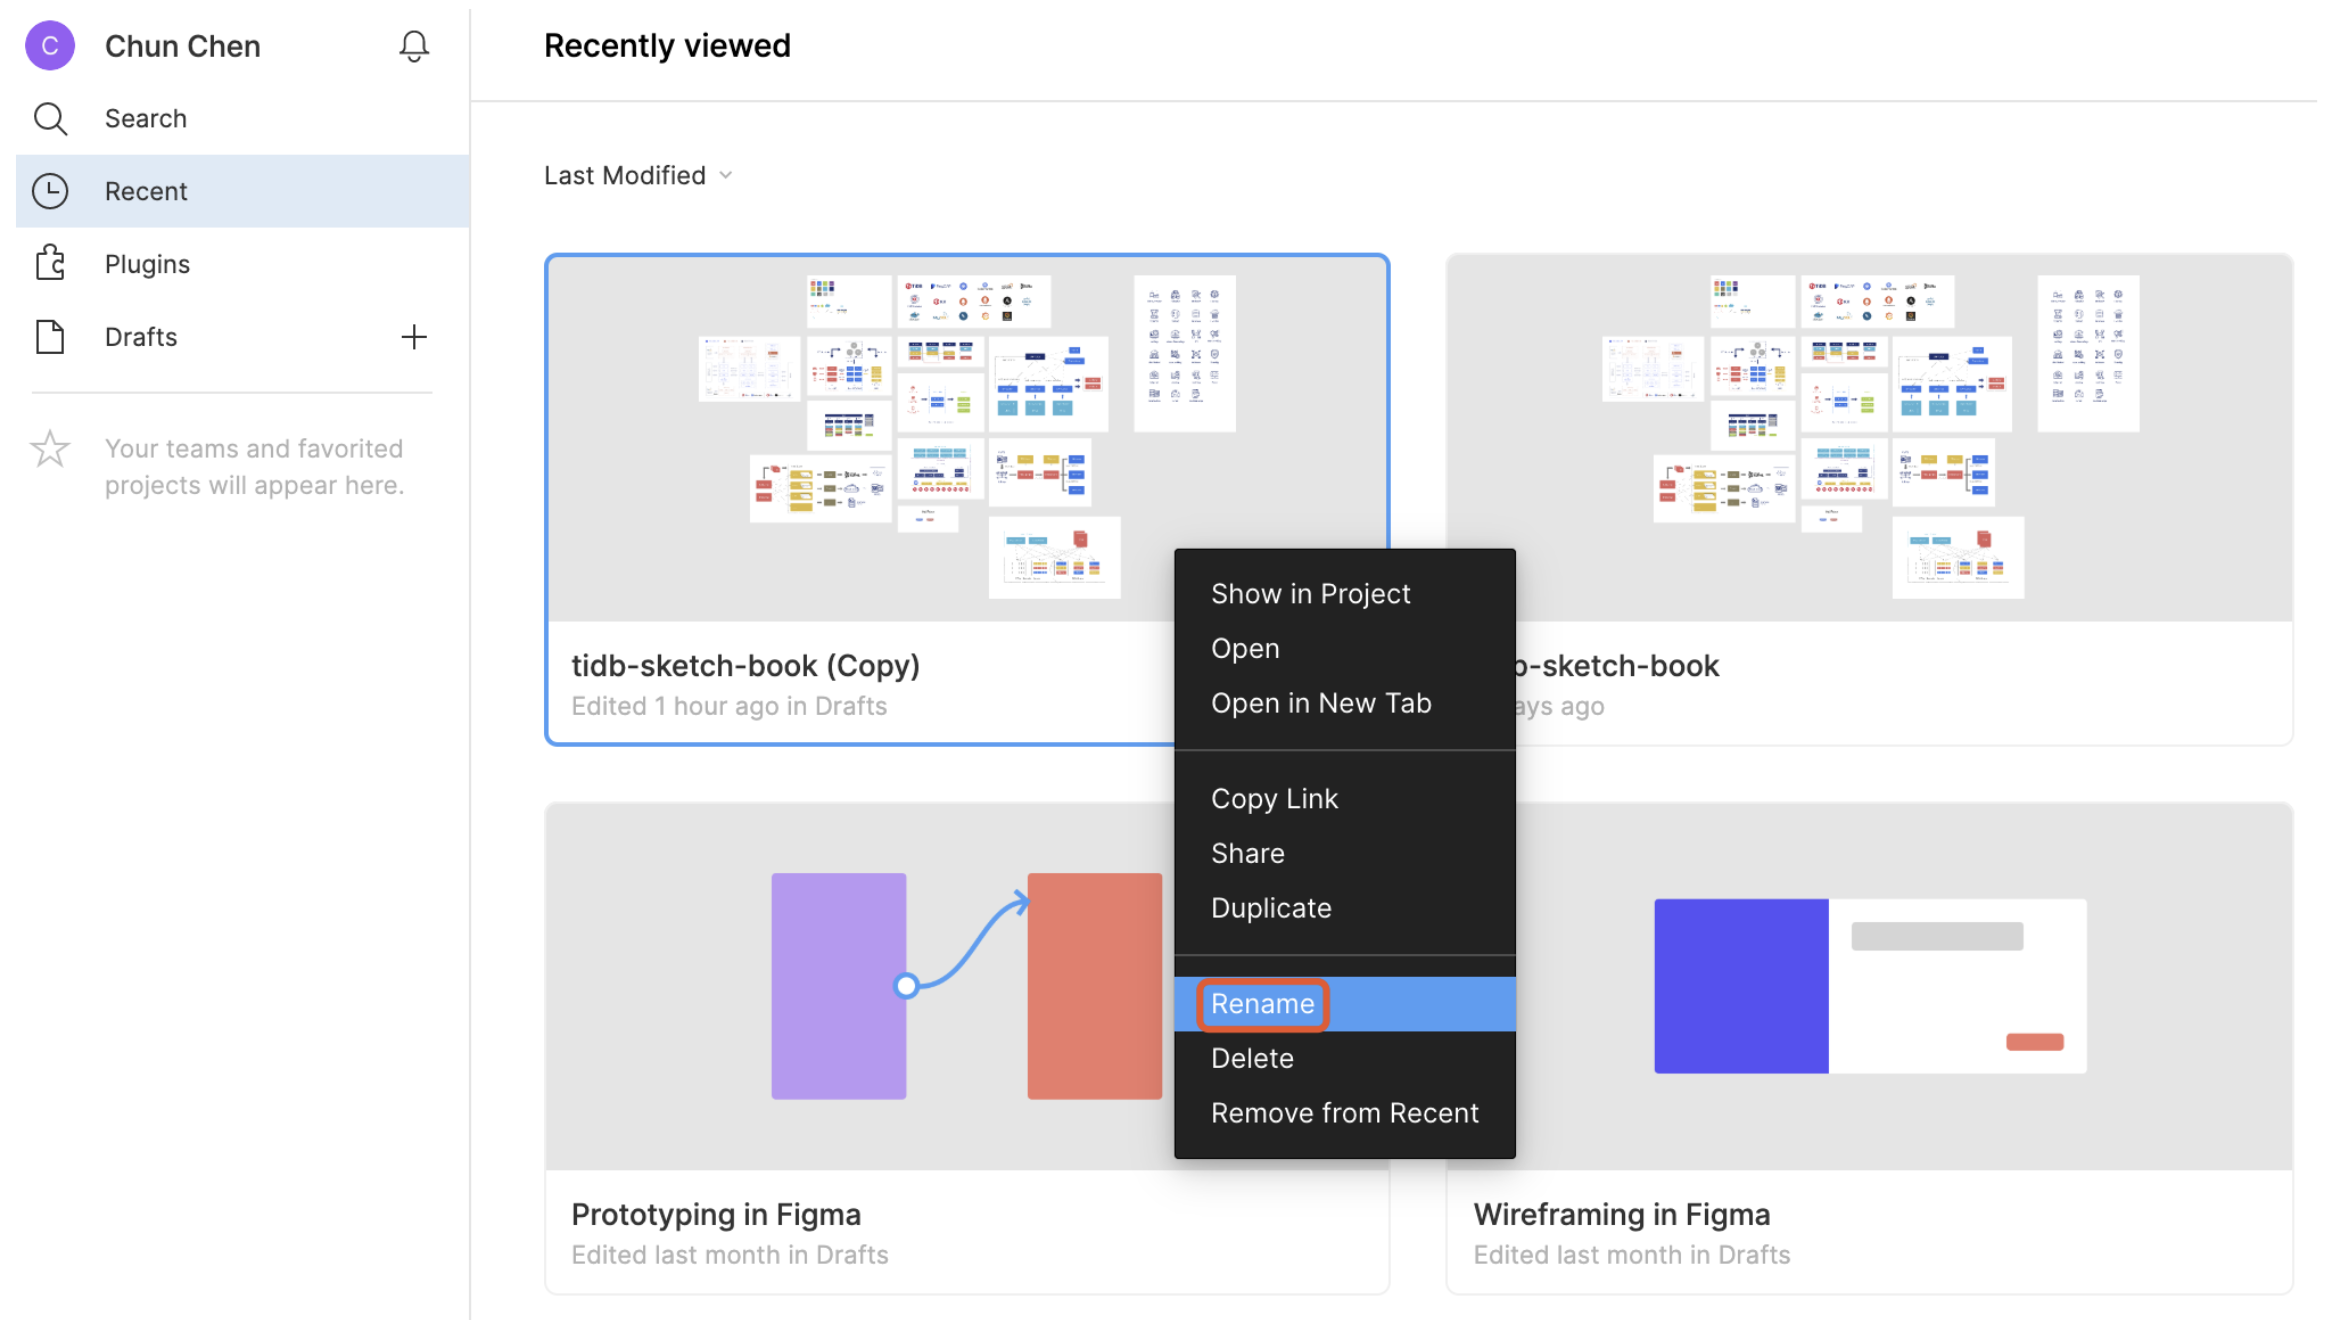 C
Chun Chen
Search
Recent
Plugins
Drafts
Your teams and favorited
projects will appear here.
Recently viewed
Last Modified
tidb-sketch-book (Copy)
Edited 1 hour ago in Drafts
b-sketch-book
ays ago
Show in Project
Open
Open in New Tab
Copy Link
Share
Duplicate
Rename
Delete
Remove from Recent
Prototyping in Figma
Edited last month in Drafts
Wireframing in Figma
Edited last month in Drafts